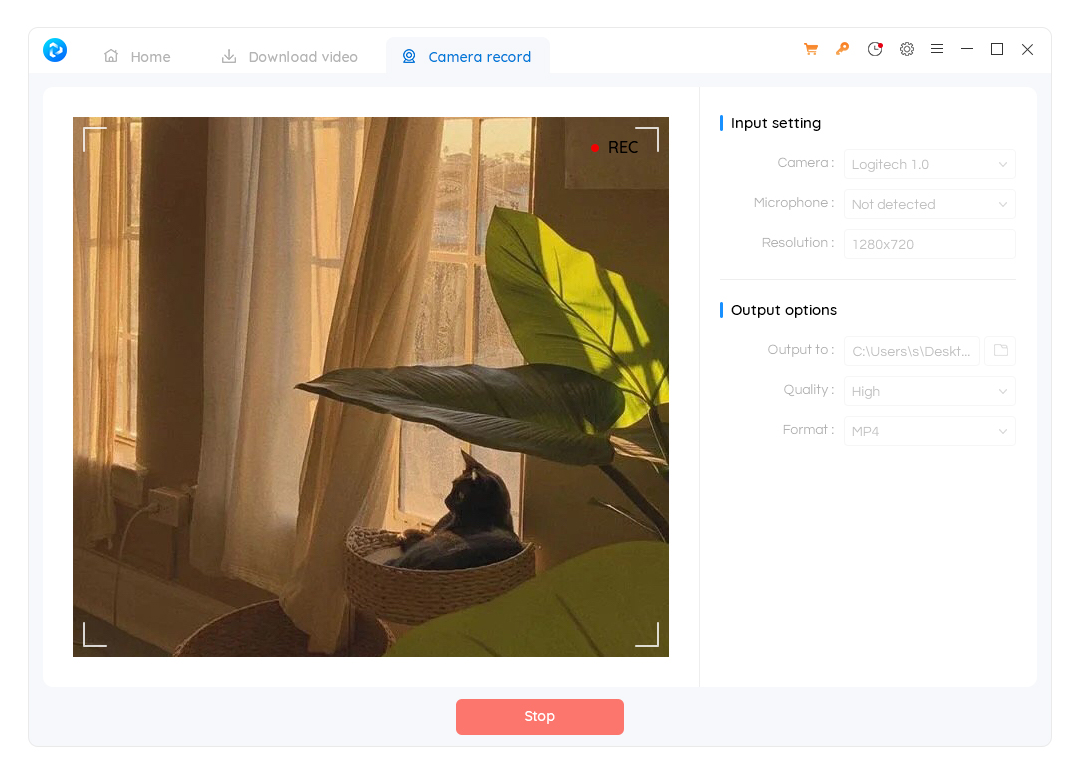 Home
Download video
Camera record
REC
Input setting
Camera :
Logitech 1.0
Microphone :
Not detected
Resolution :
1280x720
Output options
Output to :
C:\Users\s\Deskt...
Quality :
High
Format :
MP4
Stop